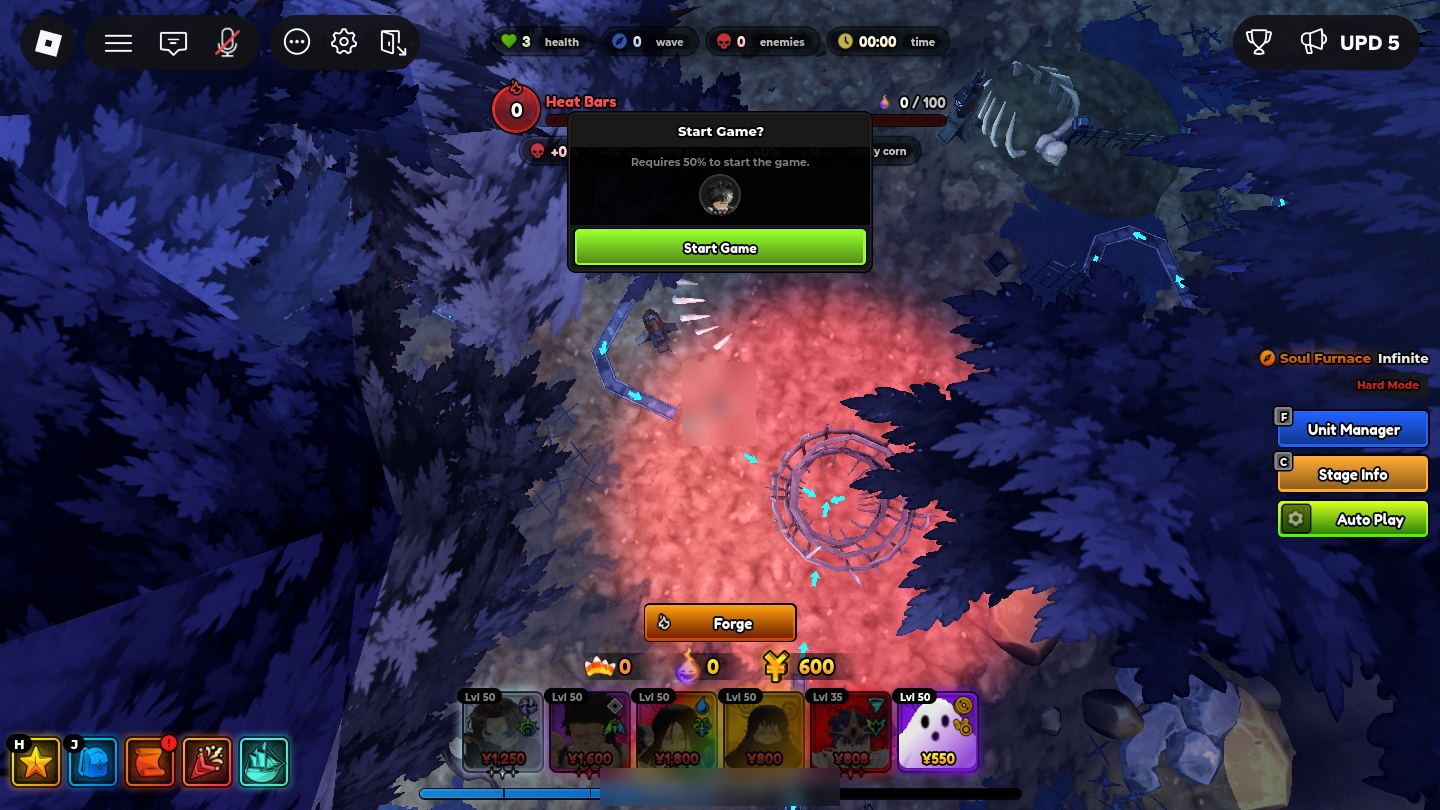 3 health
0 wave
0 enemies
00:00 time
UPD 5
0
Heat Bars
0 / 100
Start Game?
+0
corn
Requires 50% to start the game.
Start Game
Soul Furnace Infinite
Hard Mode
F
Unit Manager
C
Stage Info
Auto Play
Forge
0
0
600
Lvl 50
Lvl 50
Lvl 50
Lvl 50
Lvl 35
Lvl 50
¥1,250
¥1,600
¥1,800
¥800
¥808
¥550
H
J
!